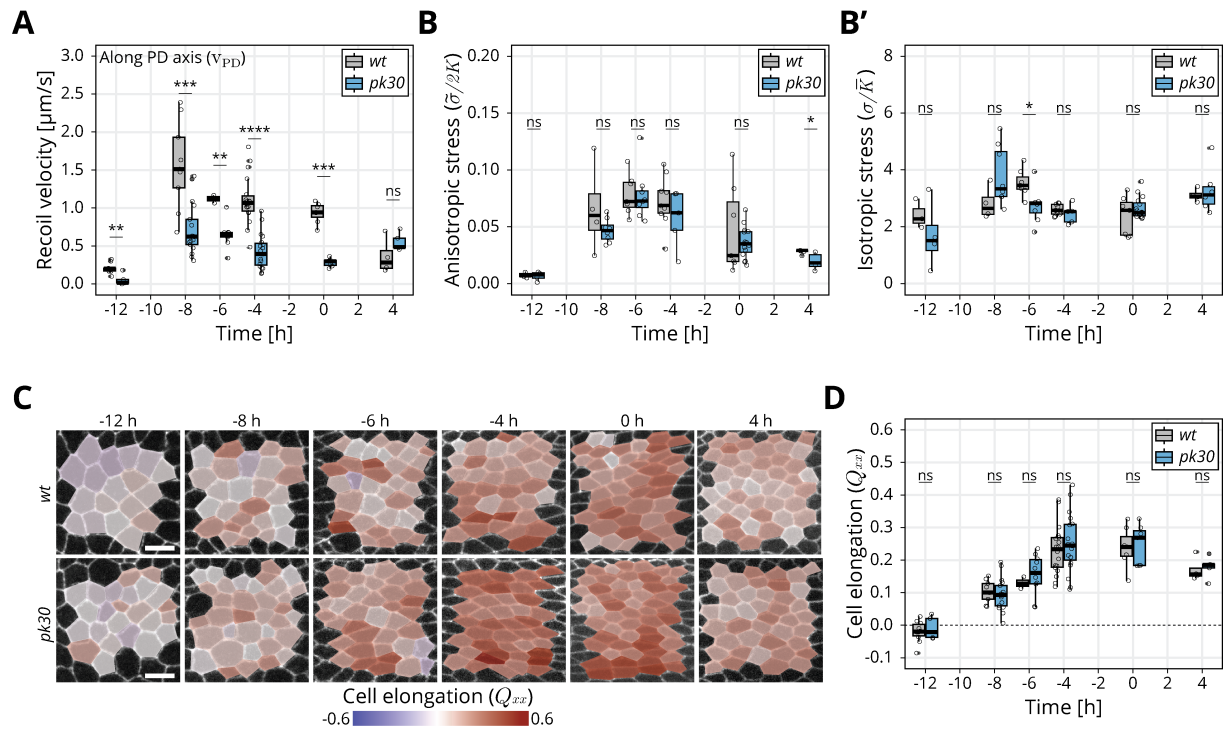 A
Recoil velocity [µm/s]
3.0
2.5
2.0
1.5
1.0
0.5
0.0
Along PD axis (v_PD)
wt
pk30
**
***
**
****
***
ns
-12 -10 -8 -6 -4 -2 0 2 4
Time [h]
B
Anisotropic stress (σ̃/2K)
0.20
0.15
0.10
0.05
0.00
wt
pk30
ns ns ns ns ns *
-12 -10 -8 -6 -4 -2 0 2 4
Time [h]
B’
Isotropic stress (σ/K̅)
8
6
4
2
0
wt
pk30
ns ns * ns ns ns
-12 -10 -8 -6 -4 -2 0 2 4
Time [h]
C
-12 h -8 h -6 h -4 h 0 h 4 h
wt
pk30
Cell elongation (Qxx)
-0.6 0.6
D
Cell elongation (Qxx)
0.6
0.5
0.4
0.3
0.2
0.1
0.0
-0.1
wt
pk30
ns ns ns ns ns ns
-12 -10 -8 -6 -4 -2 0 2 4
Time [h]